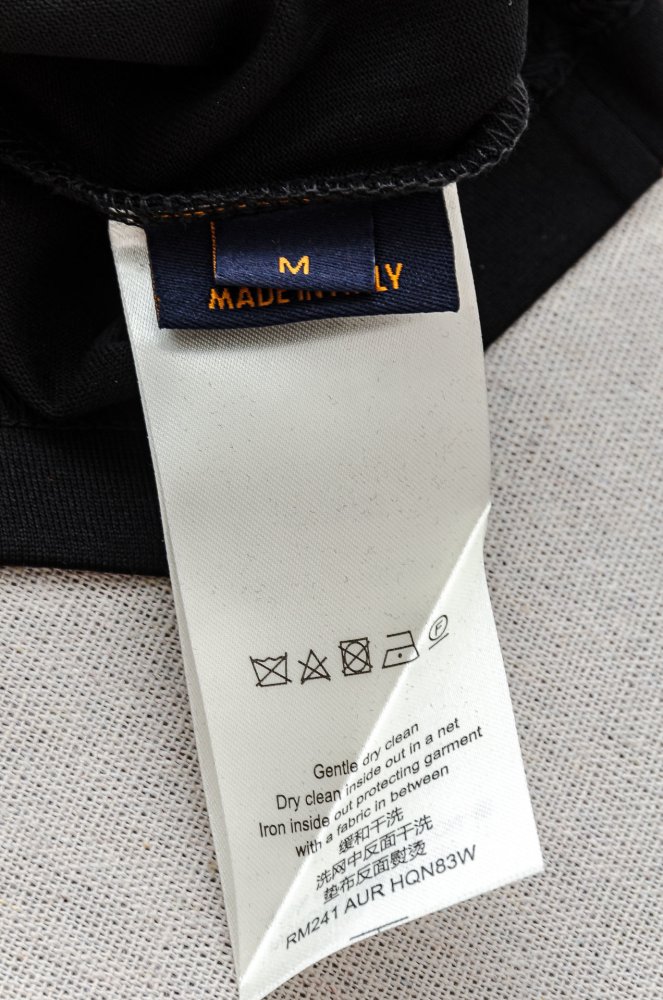 M
MADE IN ITALY
F
Gentle dry clean
Dry clean inside out in a net
Iron inside out protecting garment
with a fabric in between
缓和干洗
洗网中反面干洗
垫布反面熨烫
RM241 AUR HQN83W